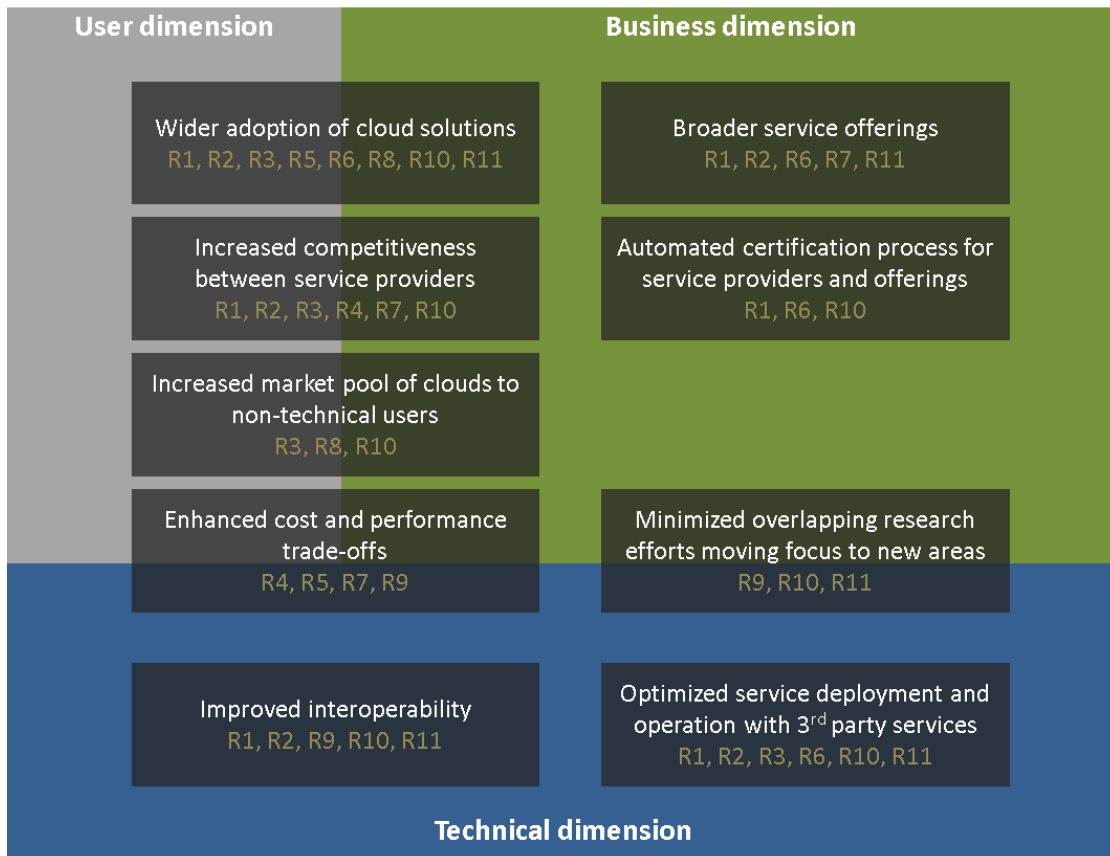 User dimension
Business dimension
Wider adoption of cloud solutions
R1, R2, R3, R5, R6, R8, R10, R11
Broader service offerings
R1, R2, R6, R7, R11
Increased competitiveness
between service providers
R1, R2, R3, R4, R7, R10
Automated certification process for
service providers and offerings
R1, R6, R10
Increased market pool of clouds to
non-technical users
R3, R8, R10
Enhanced cost and performance
trade-offs
R4, R5, R7, R9
Minimized overlapping research
efforts moving focus to new areas
R9, R10, R11
Improved interoperability
R1, R2, R9, R10, R11
Optimized service deployment and
operation with 3rd party services
R1, R2, R3, R6, R10, R11
Technical dimension